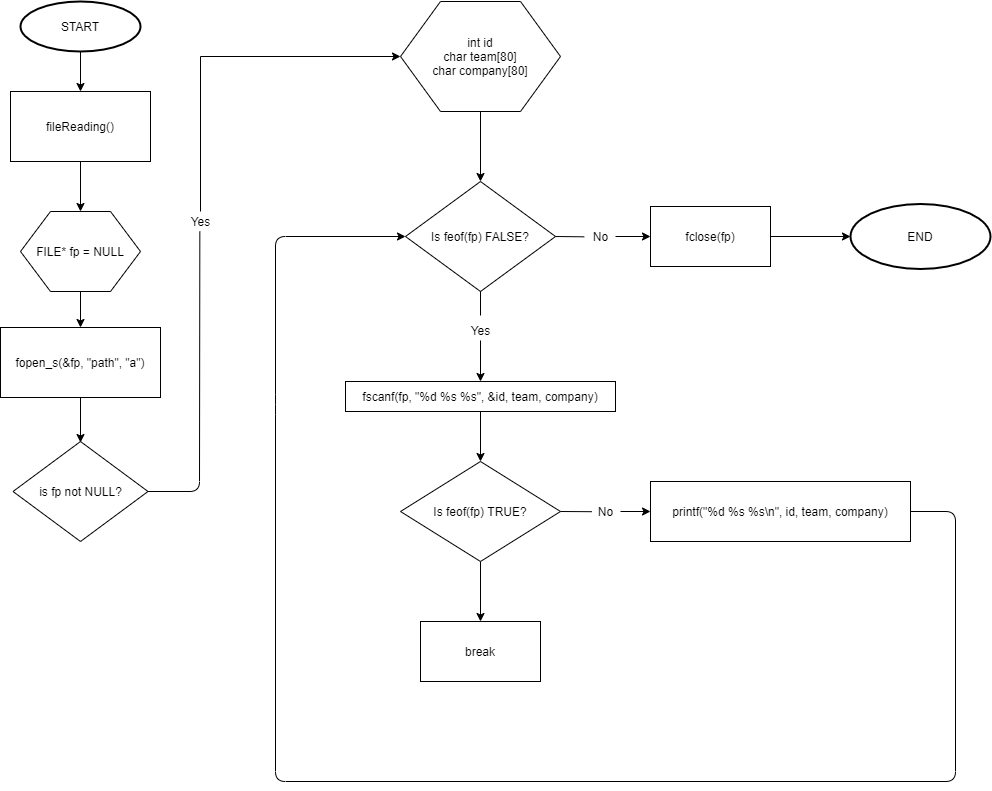 START
fileReading()
FILE* fp = NULL
fopen_s(&fp, "path", "a")
is fp not NULL?
Yes
int id
char team[80]
char company[80]
Is feof(fp) FALSE?
No
fclose(fp)
END
Yes
fscanf(fp, "%d %s %s", &id, team, company)
Is feof(fp) TRUE?
No
printf("%d %s %s\n", id, team, company)
break